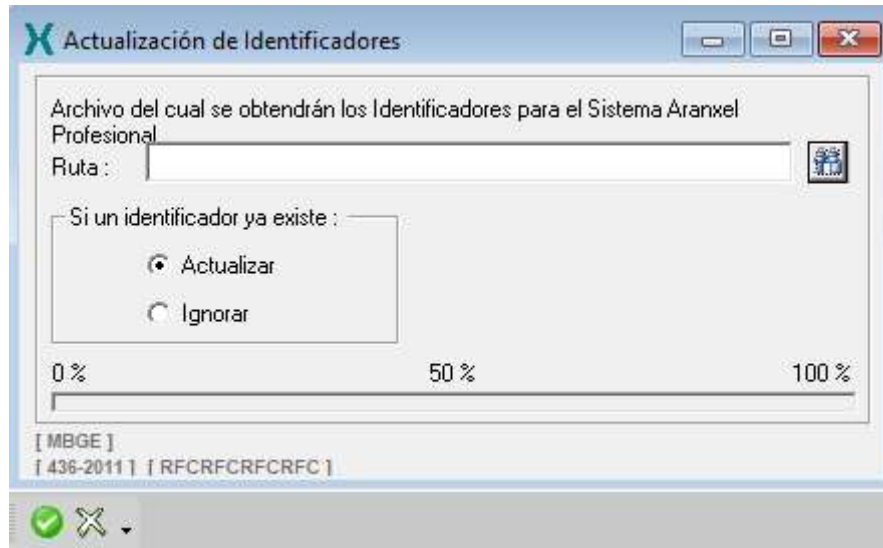 Actualización de Identificadores
Archivo del cual se obtendrán los Identificadores para el Sistema Aranxel
Profesional
Ruta :
Si un identificador ya existe :
Actualizar
Ignorar
0 % 50 % 100 %
[ MBGE ]
[ 436-2011 ] [ RFCRFCRFCRFC ]